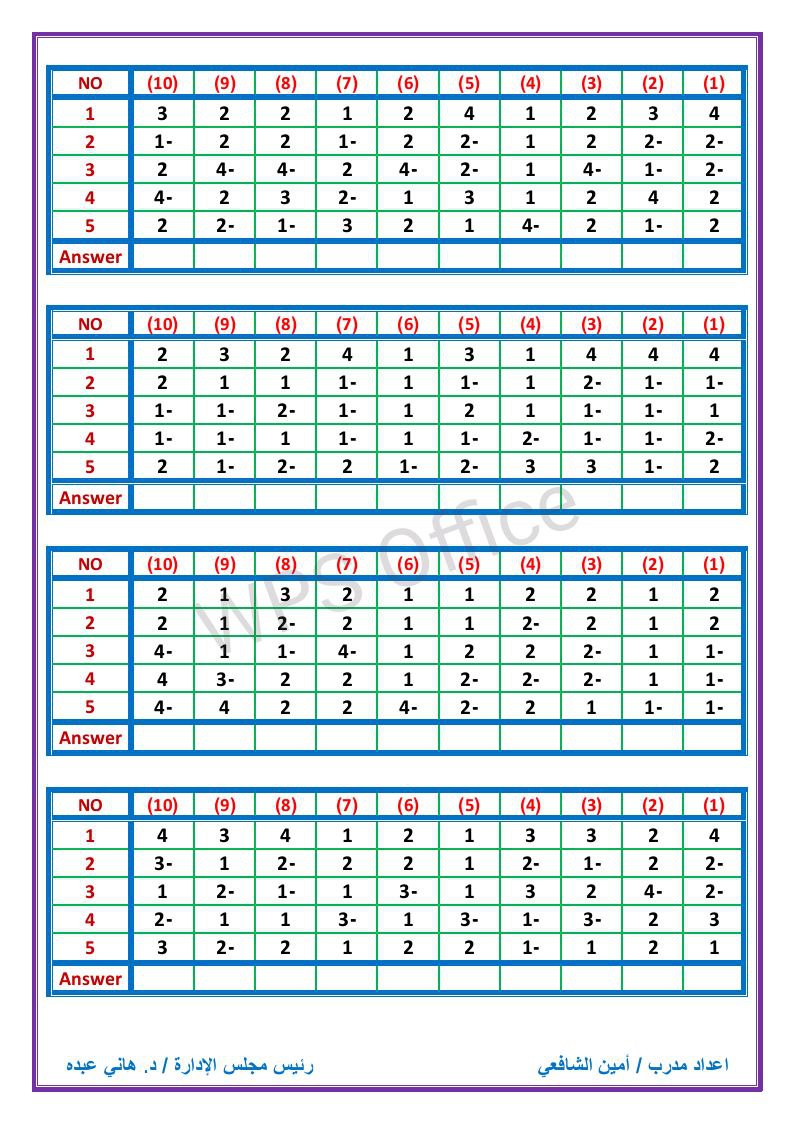 NO (10) (9) (8) (7) (6) (5) (4) (3) (2) (1)
1 3 2 2 1 2 4 1 2 3 4
2 1- 2 2 1- 2 2- 1 2 2- 2-
3 2 4- 4- 2 4- 2- 1 4- 1- 2-
4 4- 2 3 2- 1 3 1 2 4 2
5 2 2- 1- 3 2 1 4- 2 1- 2
Answer
NO (10) (9) (8) (7) (6) (5) (4) (3) (2) (1)
1 2 3 2 4 1 3 1 4 4 4
2 2 1 1 1- 1 1- 1 2- 1- 1-
3 1- 1- 2- 1- 1 2 1 1- 1- 1
4 1- 1- 1 1- 1 1- 2- 1- 1- 2-
5 2 1- 2- 2 1- 2- 3 3 1- 2
Answer
WPS Office
NO (10) (9) (8) (7) (6) (5) (4) (3) (2) (1)
1 2 1 3 2 1 1 2 2 1 2
2 2 1 2- 2 1 1 2- 2 1 2
3 4- 1 1- 4- 1 2 2 2- 1 1-
4 4 3- 2 2 1 2- 2- 2- 1 1-
5 4- 4 2 2 4- 2- 2 1 1- 1-
Answer
NO (10) (9) (8) (7) (6) (5) (4) (3) (2) (1)
1 4 3 4 1 2 1 3 3 2 4
2 3- 1 2- 2 2 1 2- 1- 2 2-
3 1 2- 1- 1 3- 1 3 2 4- 2-
4 2- 1 1 3- 1 3- 1- 3- 2 3
5 3 2- 2 1 2 2 1- 1 2 1
Answer
اعداد مدرب / أمين الشافعي رئيس مجلس الإدارة / د. هاني عبده